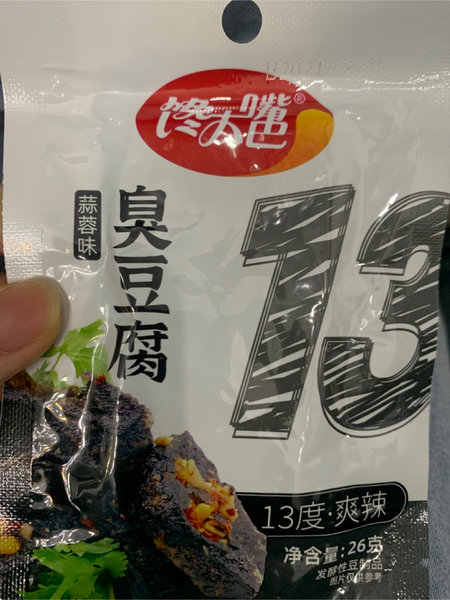 馋大嘴®
蒜蓉味
臭豆腐
13
13度·爽辣
净含量:26克
发酵性豆制品
图片仅供参考